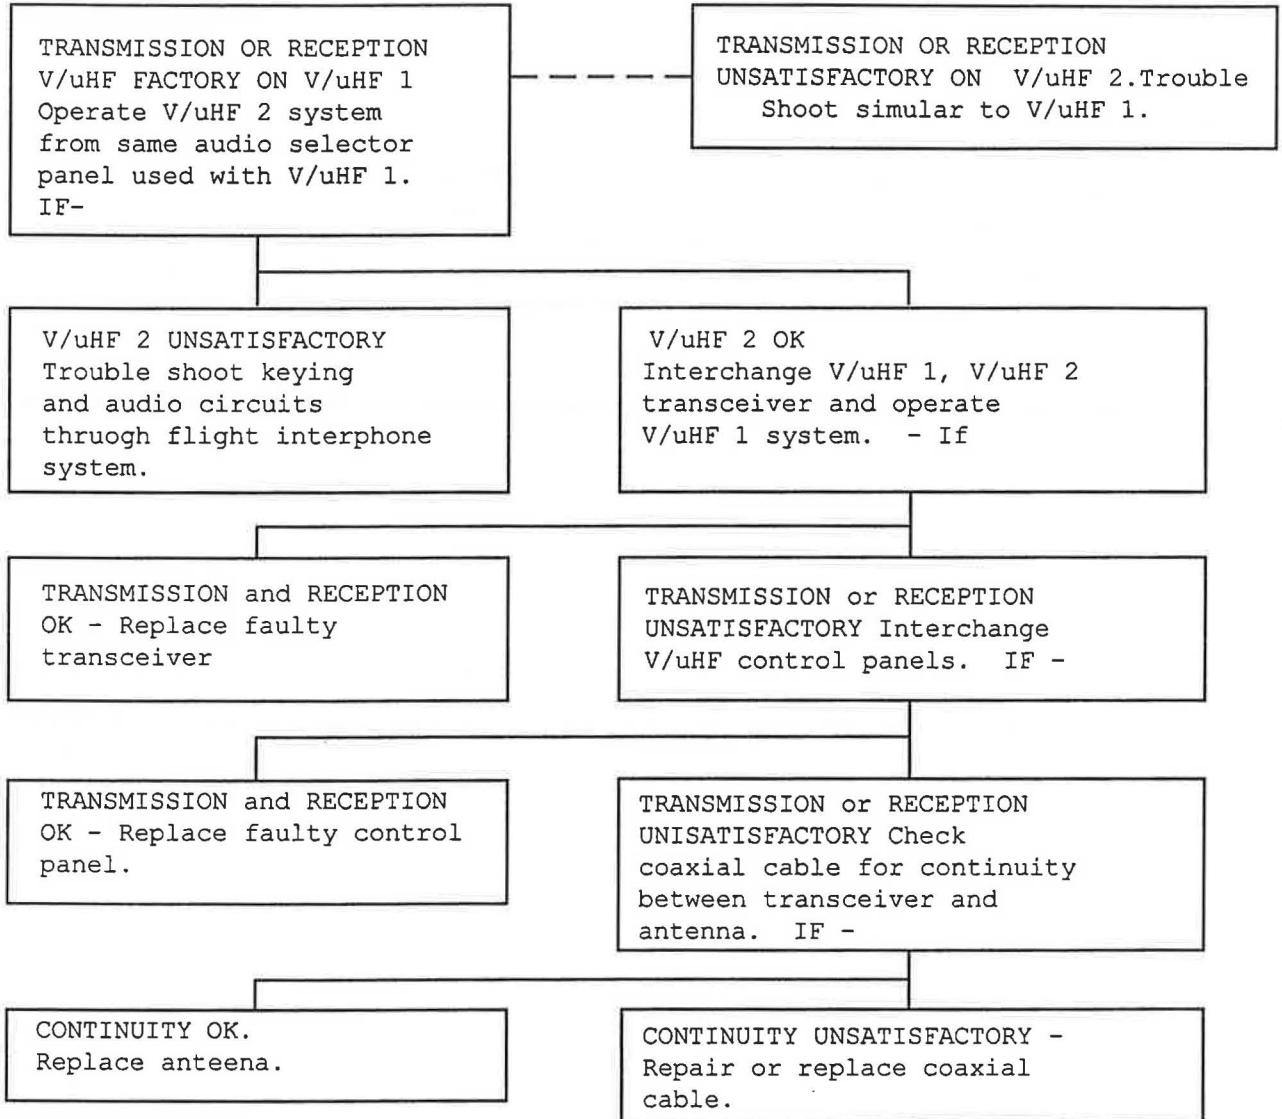 TRANSMISSION OR RECEPTION
V/uHF FACTORY ON V/uHF 1
Operate V/uHF 2 system
from same audio selector
panel used with V/uHF 1.
IF-
TRANSMISSION OR RECEPTION
UNSATISFACTORY ON V/uHF 2.Trouble
Shoot simular to V/uHF 1.
V/uHF 2 UNSATISFACTORY
Trouble shoot keying
and audio circuits
thruogh flight interphone
system.
V/uHF 2 OK
Interchange V/uHF 1, V/uHF 2
transceiver and operate
V/uHF 1 system. - If
TRANSMISSION and RECEPTION
OK - Replace faulty
transceiver
TRANSMISSION or RECEPTION
UNSATISFACTORY Interchange
V/uHF control panels. IF -
TRANSMISSION and RECEPTION
OK - Replace faulty control
panel.
TRANSMISSION or RECEPTION
UNISATISFACTORY Check
coaxial cable for continuity
between transceiver and
antenna. IF -
CONTINUITY OK.
Replace anteena.
CONTINUITY UNSATISFACTORY -
Repair or replace coaxial
cable.